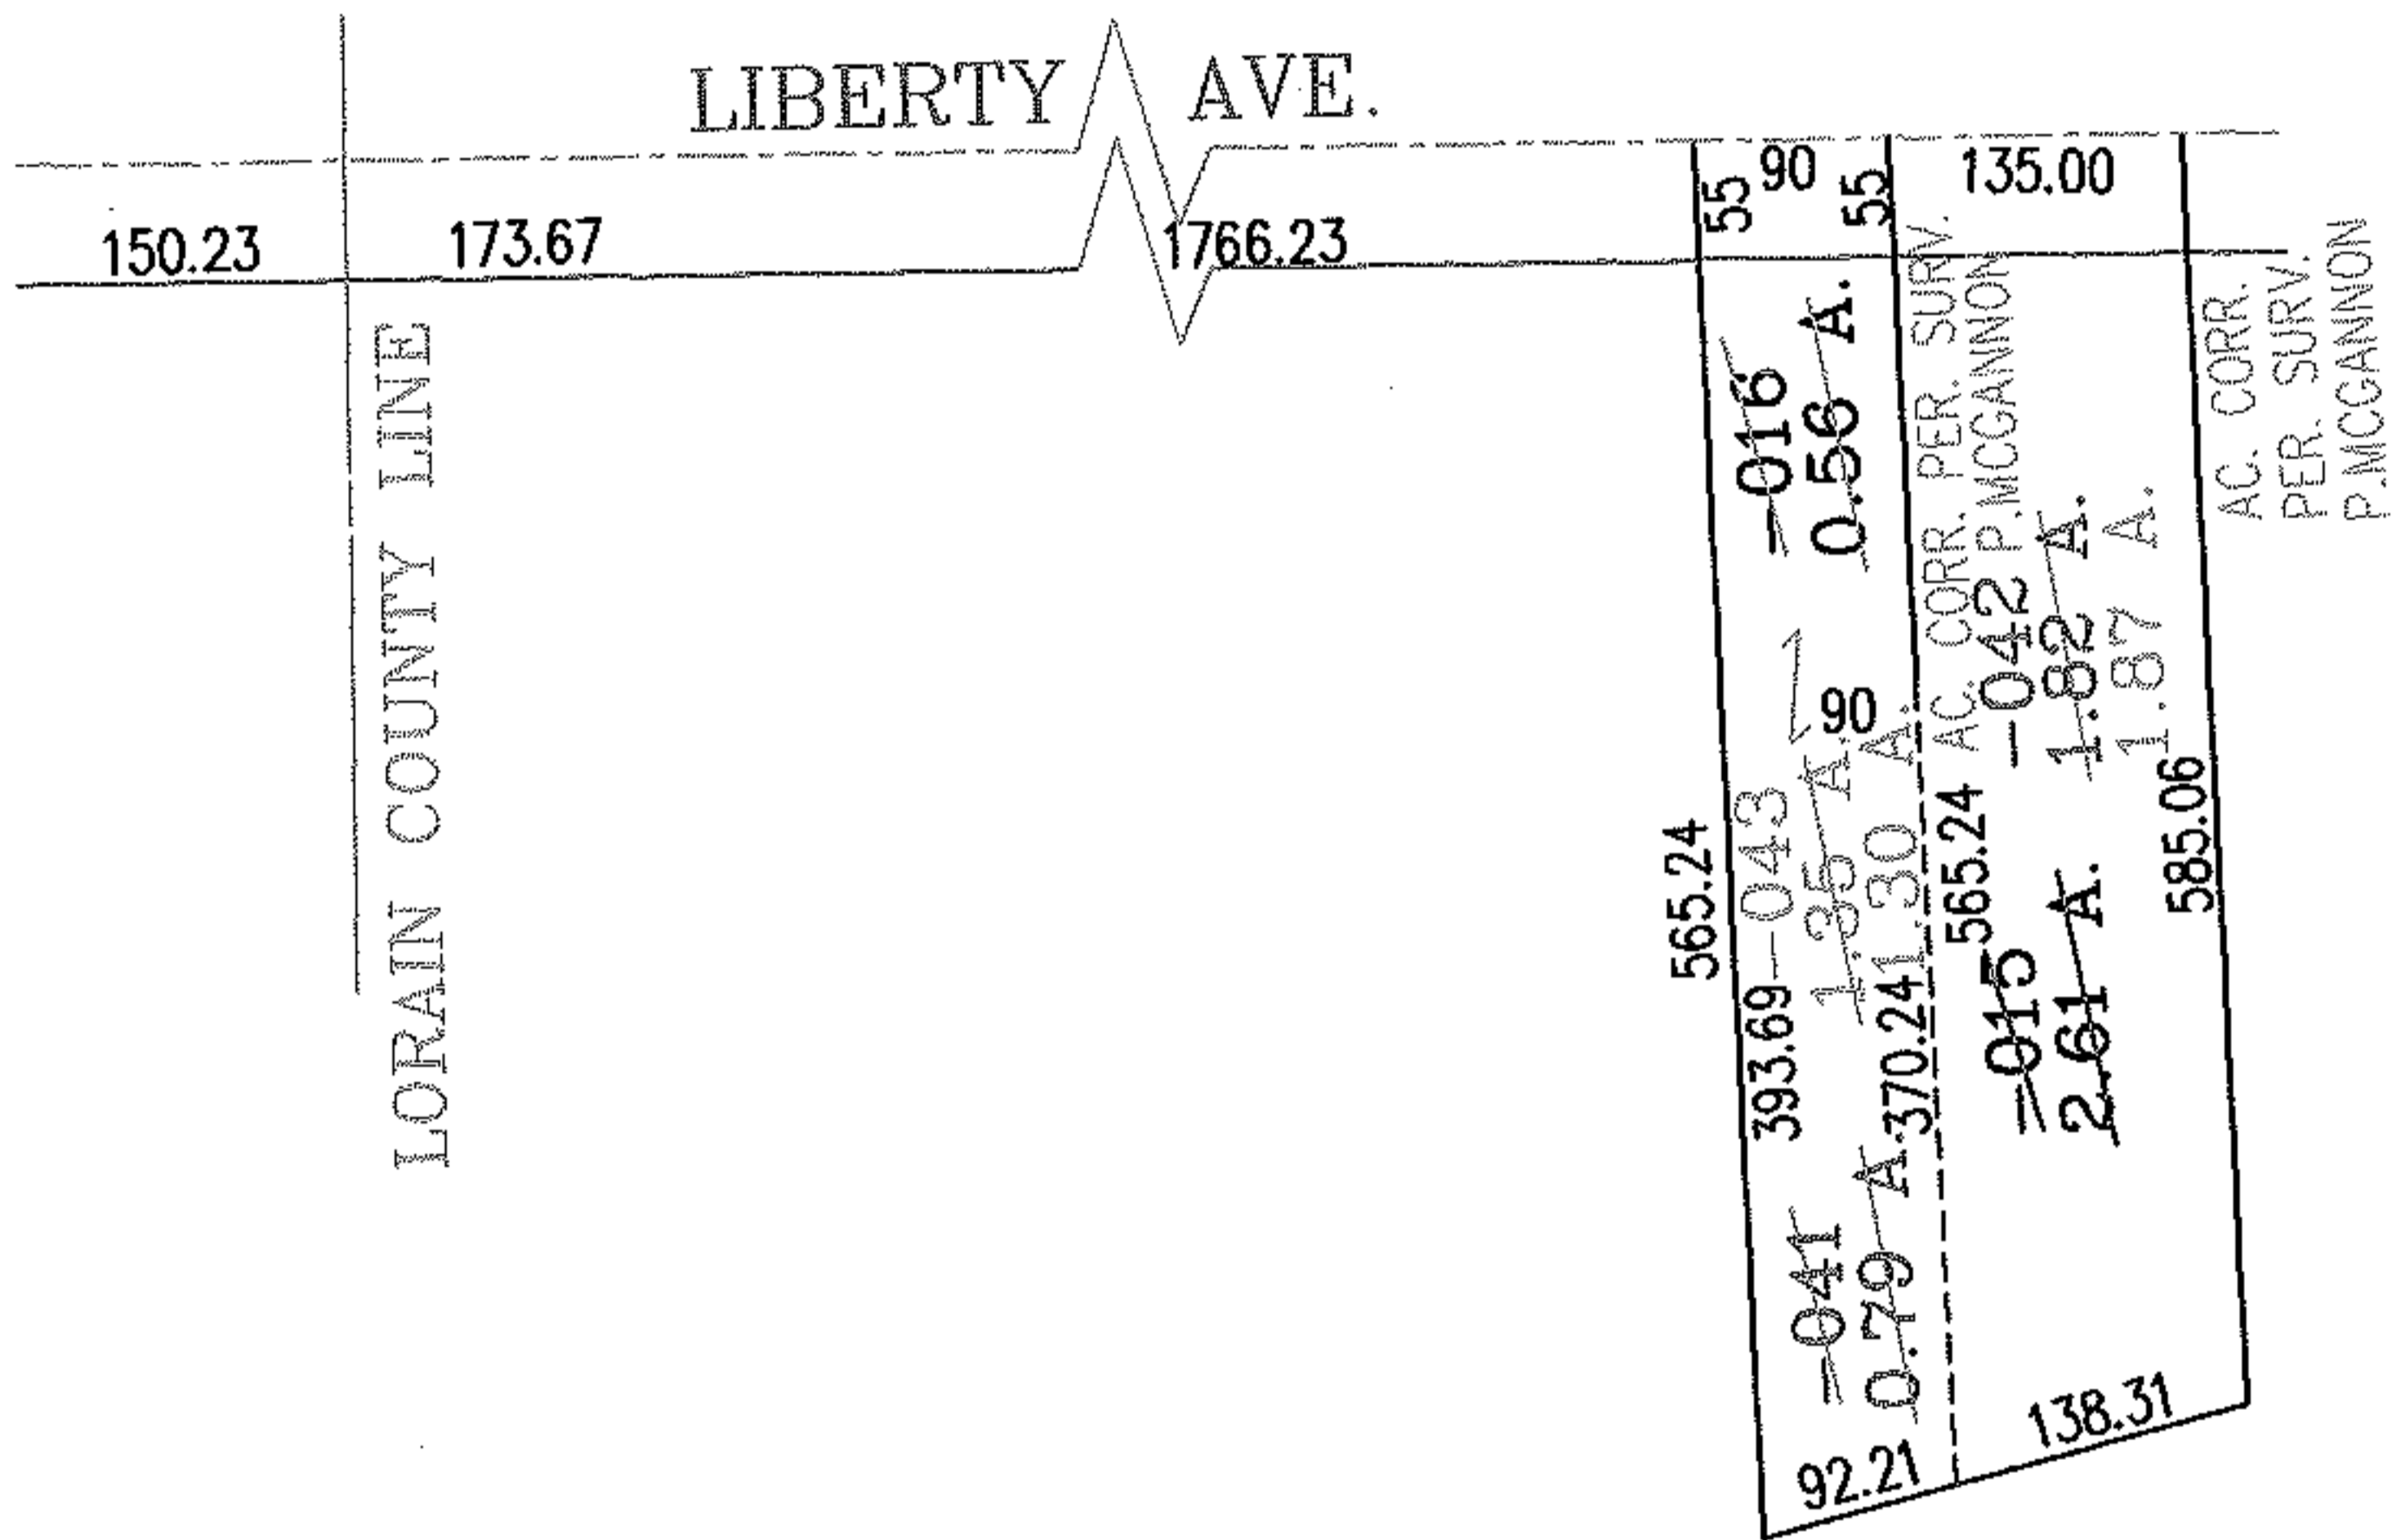 LIBERTY AVE.
150.23
173.67
1766.23
55
90
55
135.00
LORAIN COUNTY LINE
-016
0.56 A.
AC. CORR. PER. SURV.
P.MCGANNON
AC. CORR.
PER. SURV.
P.MCGANNON
90
-042
1.82 A.
1.87 A.
565.24
-043
1.35 A.
1.30 A.
565.24
585.06
393.69
370.24
-015
2.61 A.
-041
0.79 A.
92.21
138.31